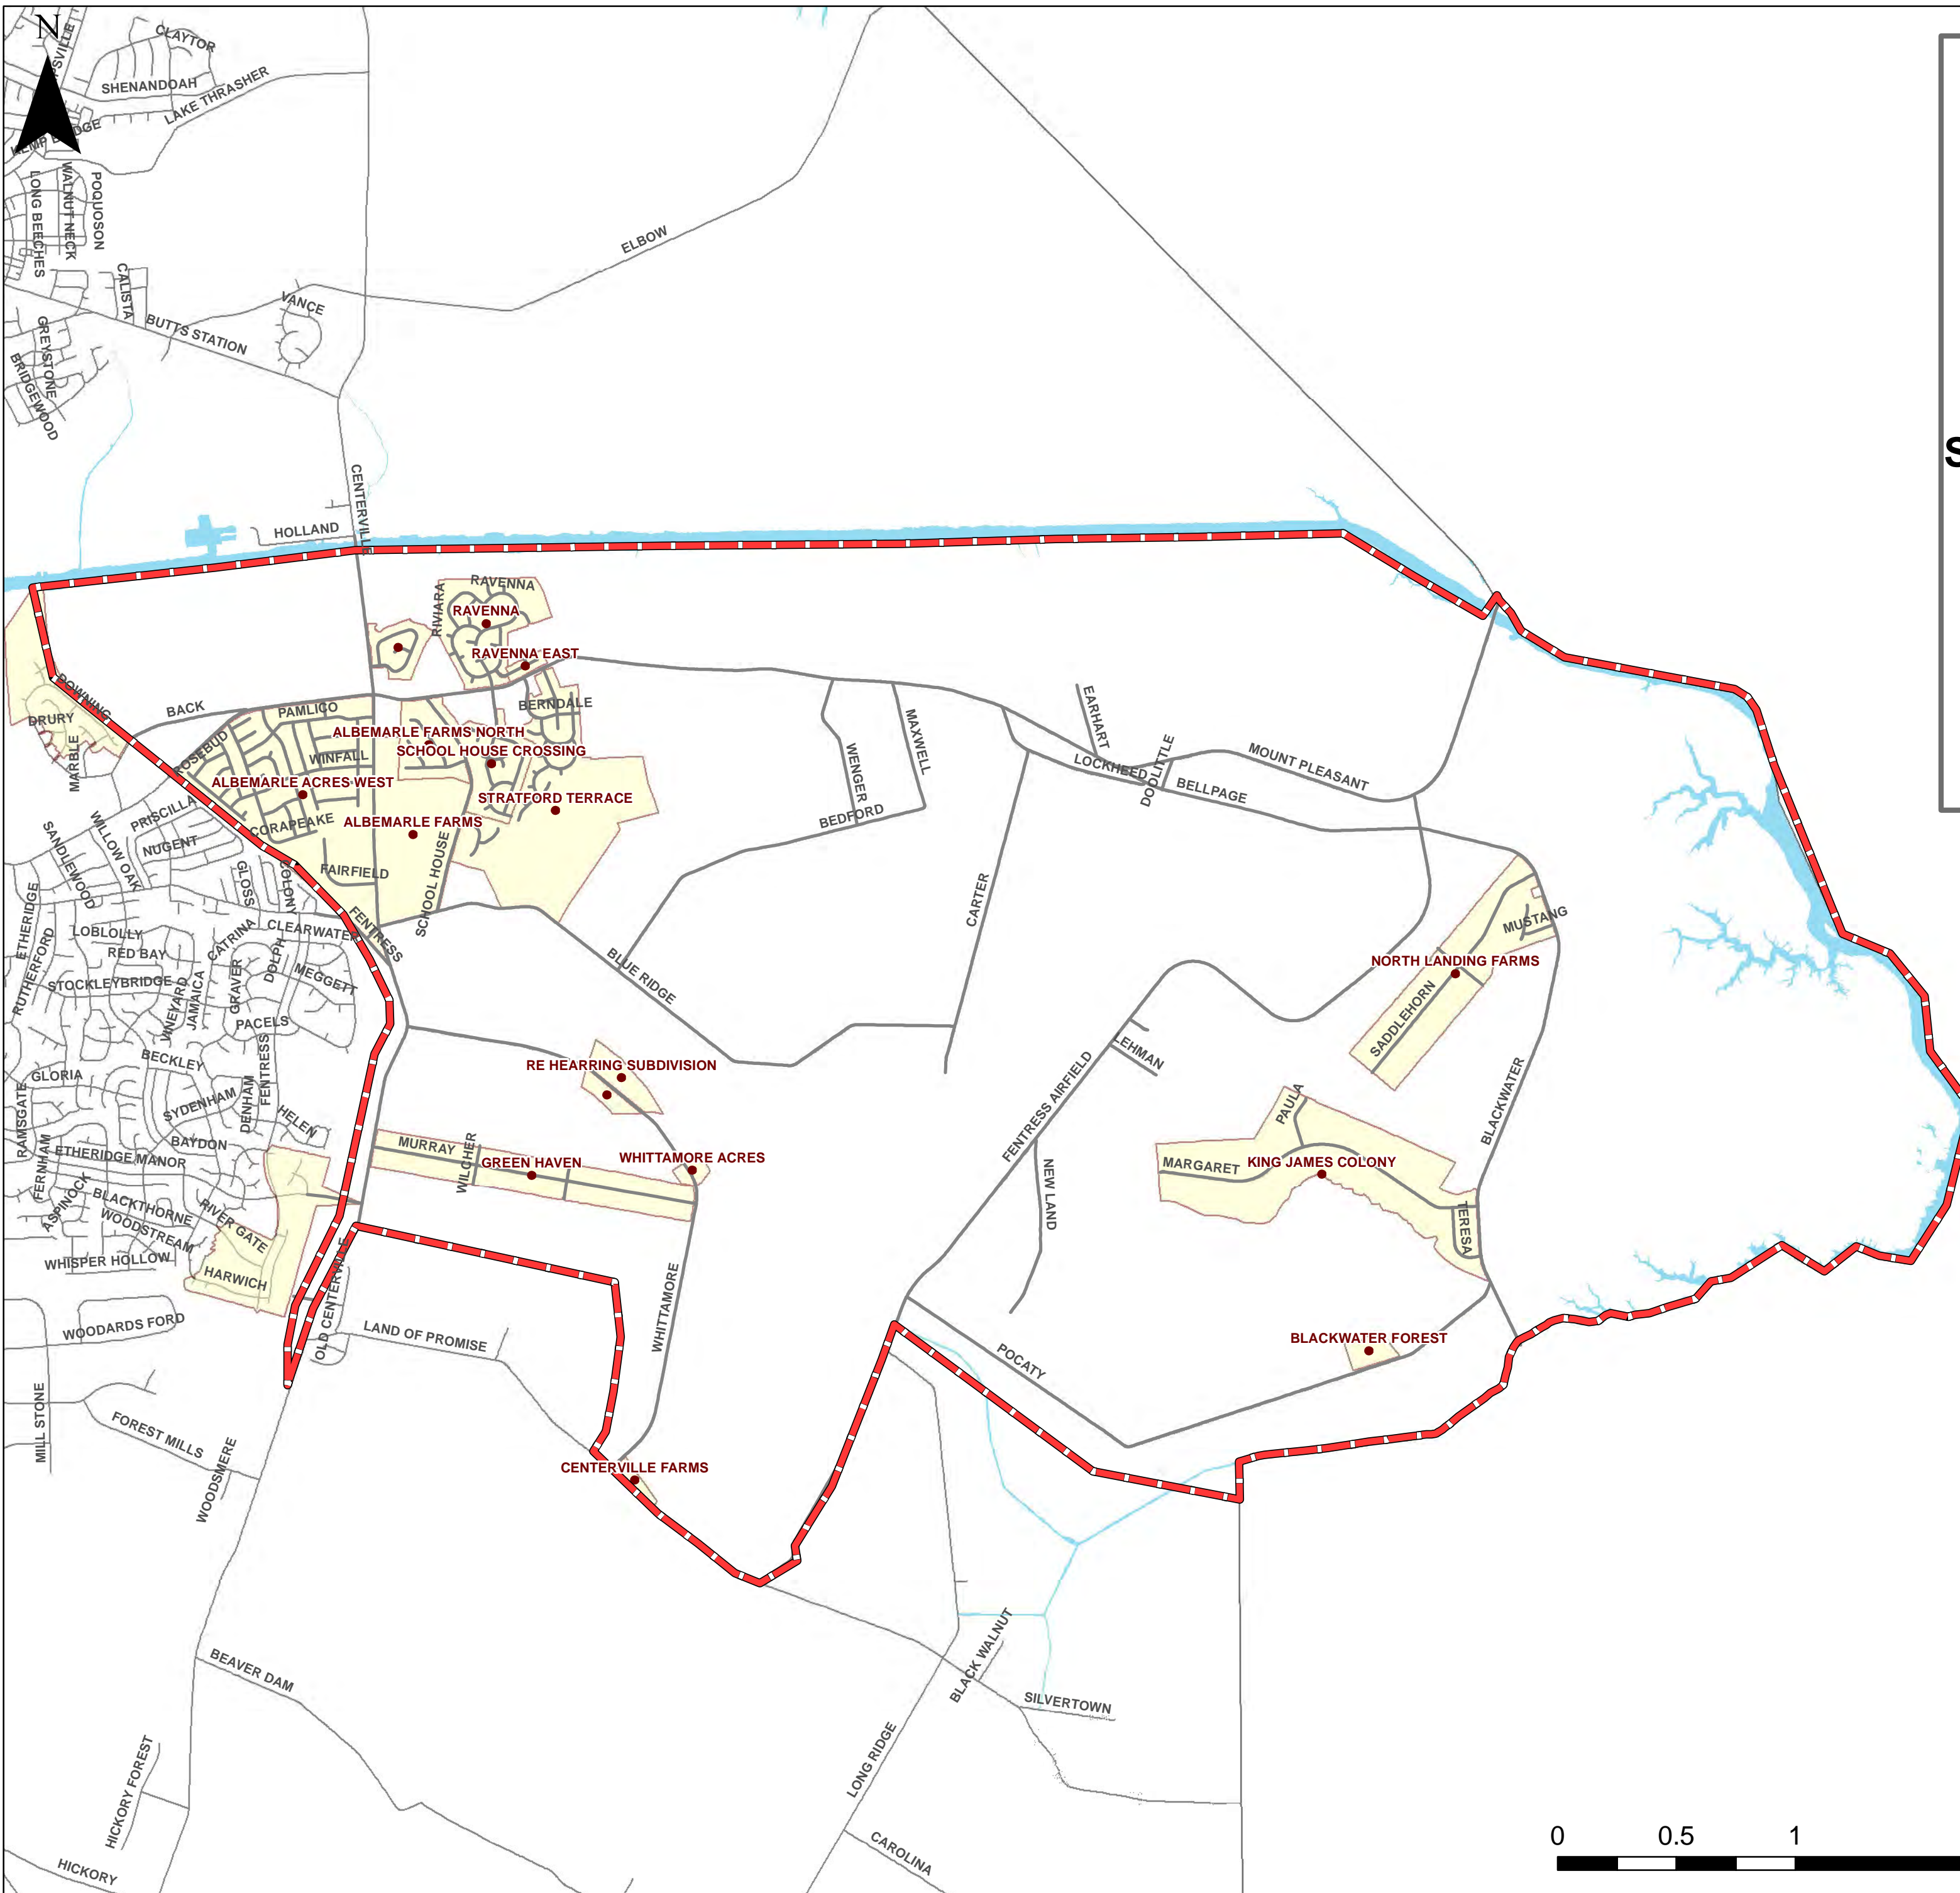 N
CLAYTOR
SHENANDOAH
LAKE THRASHER
POQUOSON
WALNUT NECK
LONG BEECHES
ELBOW
CALISTA
VANCE
BUTTS STATION
GREYSTONE
BRIDGEWOOD
S
CENTERVILLE
HOLLAND
RAVENNA
RIVIARA
RAVENNA
RAVENNA EAST
DOWNING
BACK
PAMLICO
BERNDALE
DRURY
MARBLE
ROSEBUD
ALBEMARLE FARMS NORTH
SCHOOL HOUSE CROSSING
WINFALL
ALBEMARLE ACRES WEST
STRATFORD TERRACE
CORAPEAKE
ALBEMARLE FARMS
FAIRFIELD
SCHOOL HOUSE
WENGER
MAXWELL
BEDFORD
EARHART
LOCKHEED
DOOLITTLE
BELLPAGE
MOUNT PLEASANT
PRISCILLA
WILLOW OAK
NUGENT
SANDLEWOOD
GLOSS
COLONY
ETHERIDGE
RUTHERFORD
LOBLOLLY
RED BAY
CATRINA
CLEARWATER
FENTRESS
DOLPH
MEGGETT
STOCKLEYBRIDGE
VINEYARD
JAMAICA
GRAVER
PACELS
BLUE RIDGE
CARTER
MUSTANG
NORTH LANDING FARMS
SADDLEHORN
BECKLEY
GLORIA
FENTRESS
RAMSGATE
SYDENHAM
DENHAM
HELEN
BAYDON
ETHERIDGE MANOR
FERNHAM
ASPINOCK
BLACKTHORNE
WOODSTREAM
RIVER GATE
WHISPER HOLLOW
HARWICH
RE HEARRING SUBDIVISION
MURRAY
WILCHER
GREEN HAVEN
WHITTAMORE ACRES
LEHMAN
FENTRESS AIRFIELD
NEW LAND
PAULA
MARGARET
KING JAMES COLONY
TERESA
BLACKWATER
WOODARDS FORD
OLD CENTERVILLE
LAND OF PROMISE
WHITTAMORE
POCATY
BLACKWATER FOREST
MILL STONE
FOREST MILLS
WOODSMERE
CENTERVILLE FARMS
BLACK WALNUT
SILVERTOWN
BEAVER DAM
LONG RIDGE
HICKORY FOREST
HICKORY
CAROLINA
0 0.5 1